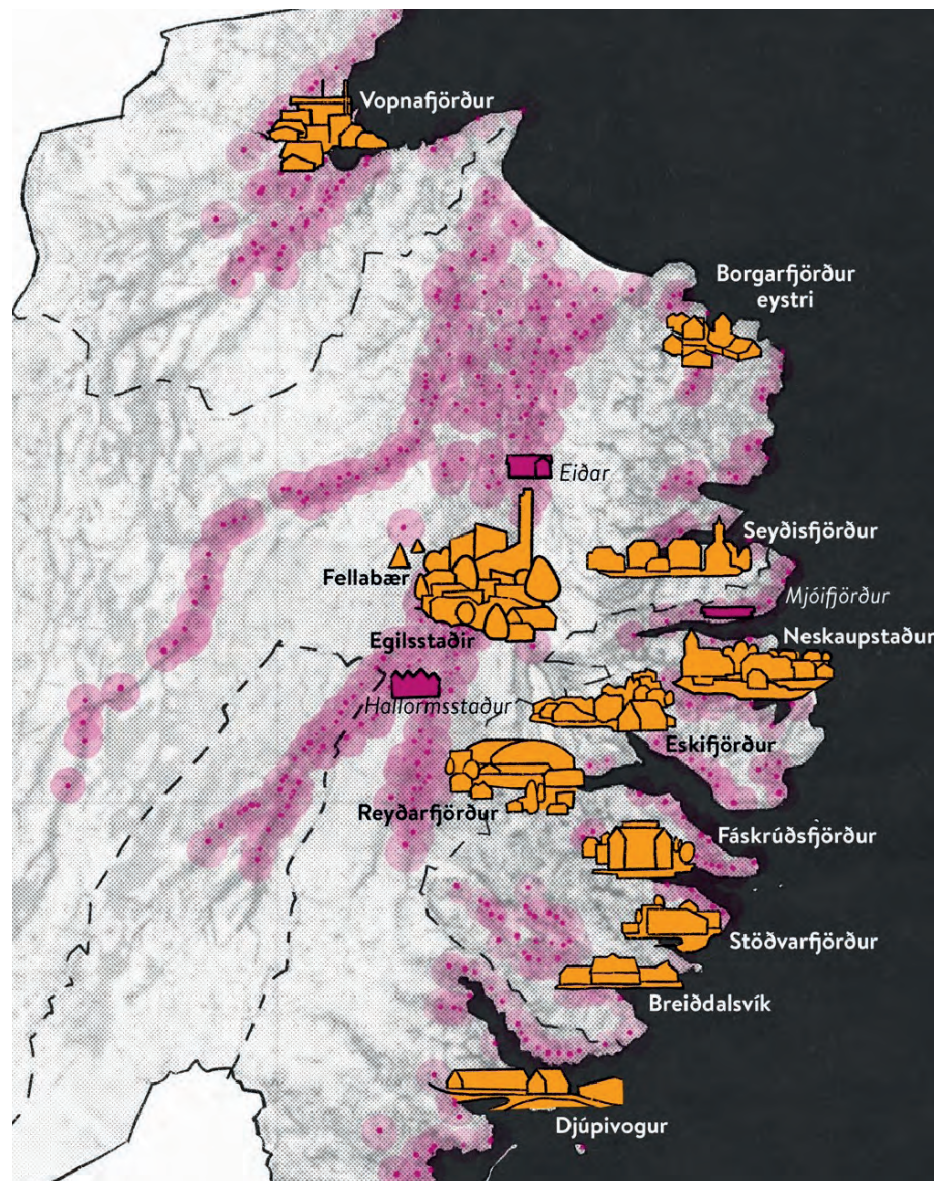 Vopnafjörður
Borgarfjörður
eystri
Eiðar
Seyðisfjörður
Fellabær
Mjóifjörður
Egilsstaðir
Neskaupstaður
Hallormsstaður
Eskifjörður
Reyðarfjörður
Fáskrúðsfjörður
Stöðvarfjörður
Breiðdalsvík
Djúpivogur